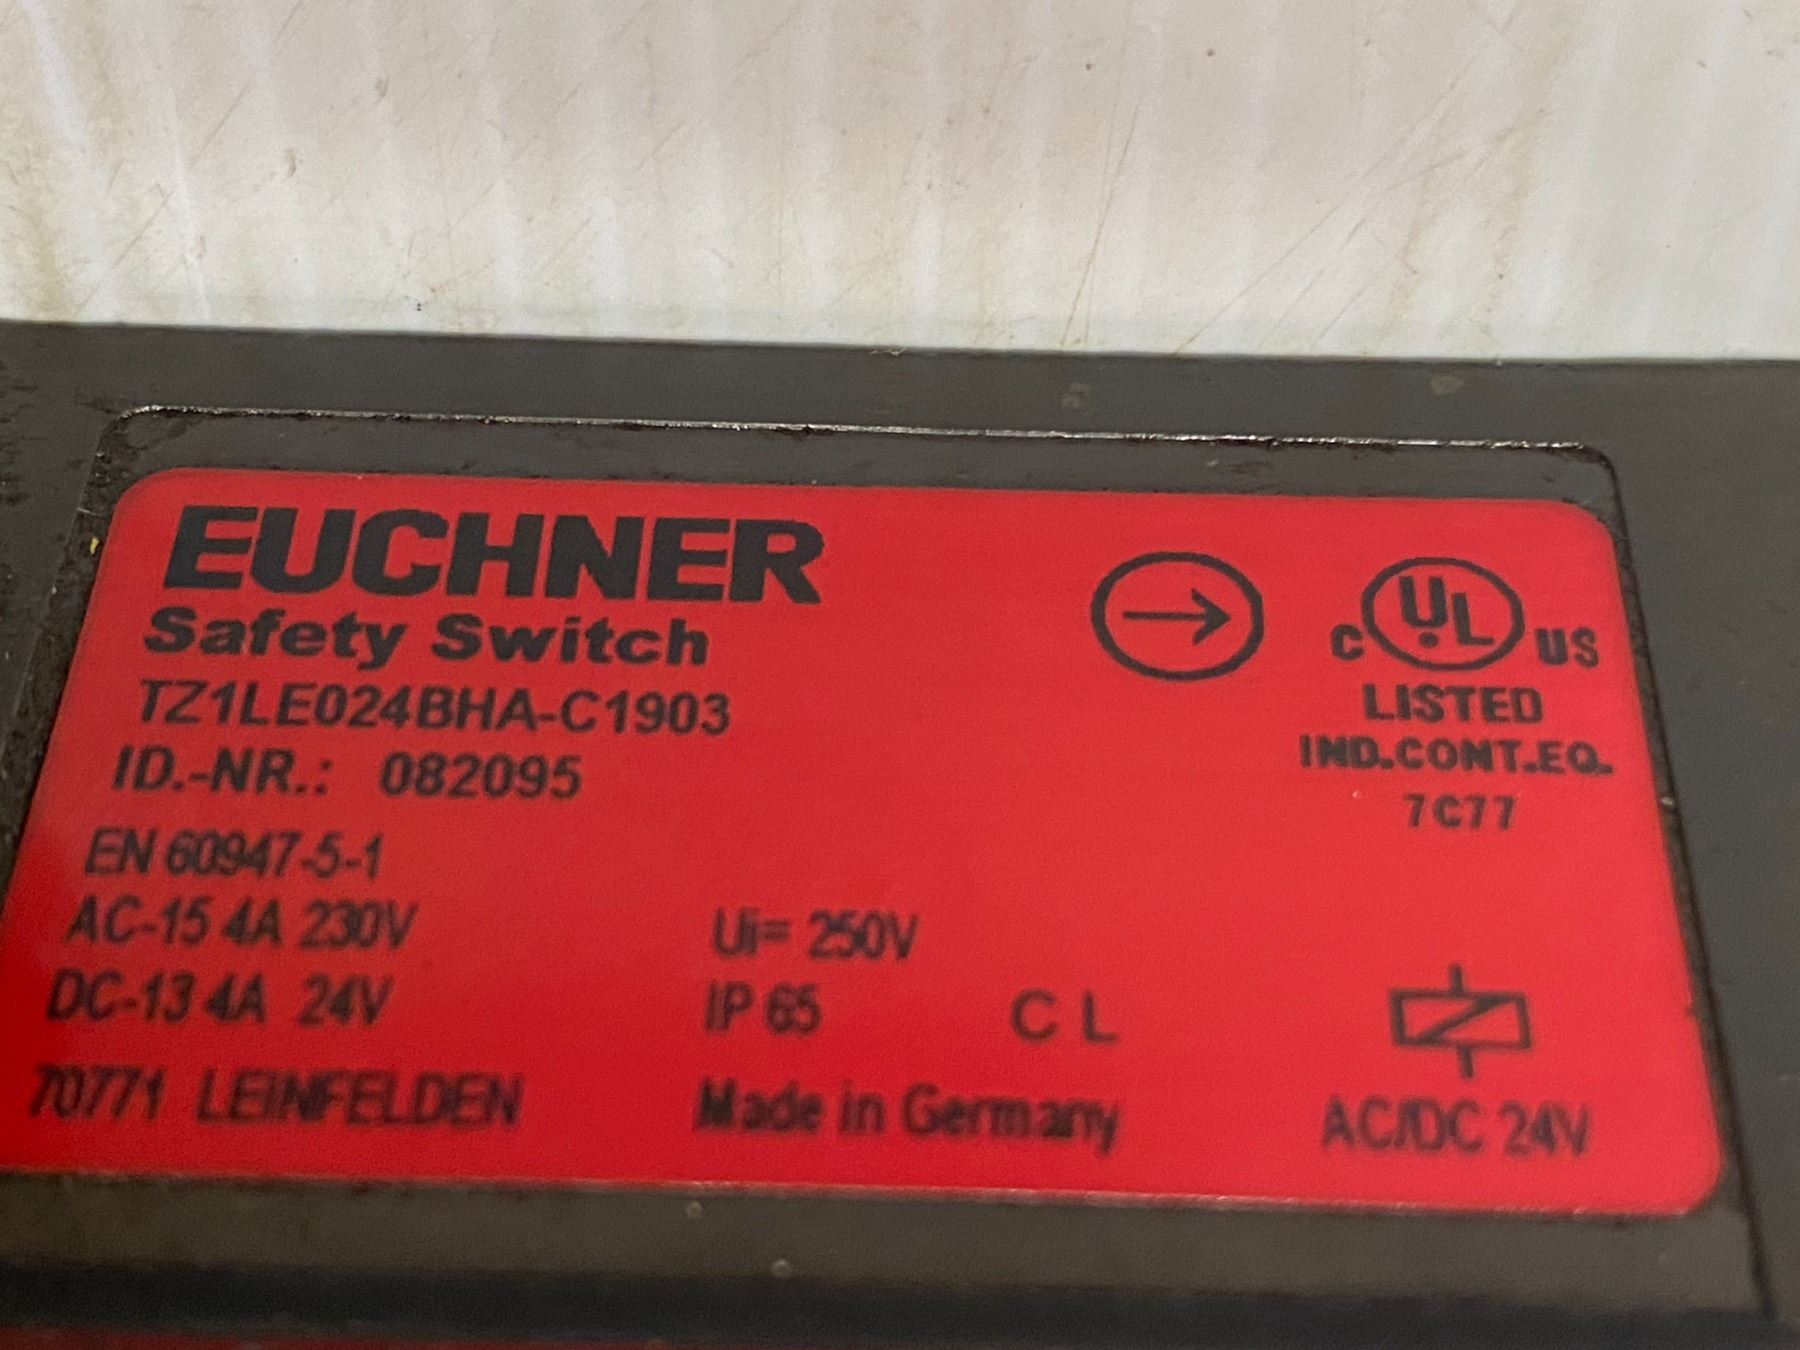 EUCHNER
Safety Switch
TZ1LE024BHA-C1903
ID.-NR.: 082095
EN 60947-5-1
AC-15 4A 230V
DC-13 4A 24V
70771 LEINFELDEN
Ui= 250V
IP 65 C L
Made in Germany
C UL US
LISTED
IND.CONT.EQ.
7C77
AC/DC 24V